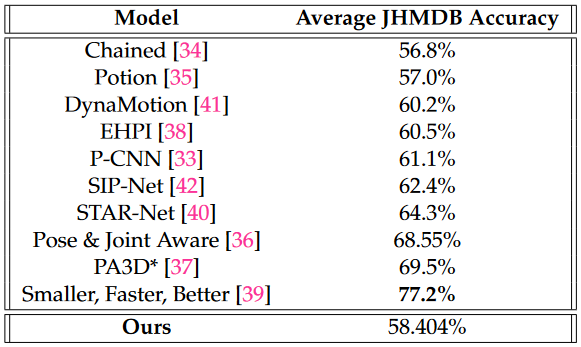 Model Average JHMDB Accuracy
Chained [34] 56.8%
Potion [35] 57.0%
DynaMotion [41] 60.2%
EHPI [38] 60.5%
P-CNN [33] 61.1%
SIP-Net [42] 62.4%
STAR-Net [40] 64.3%
Pose & Joint Aware [36] 68.55%
PA3D* [37] 69.5%
Smaller, Faster, Better [39] 77.2%
Ours 58.404%